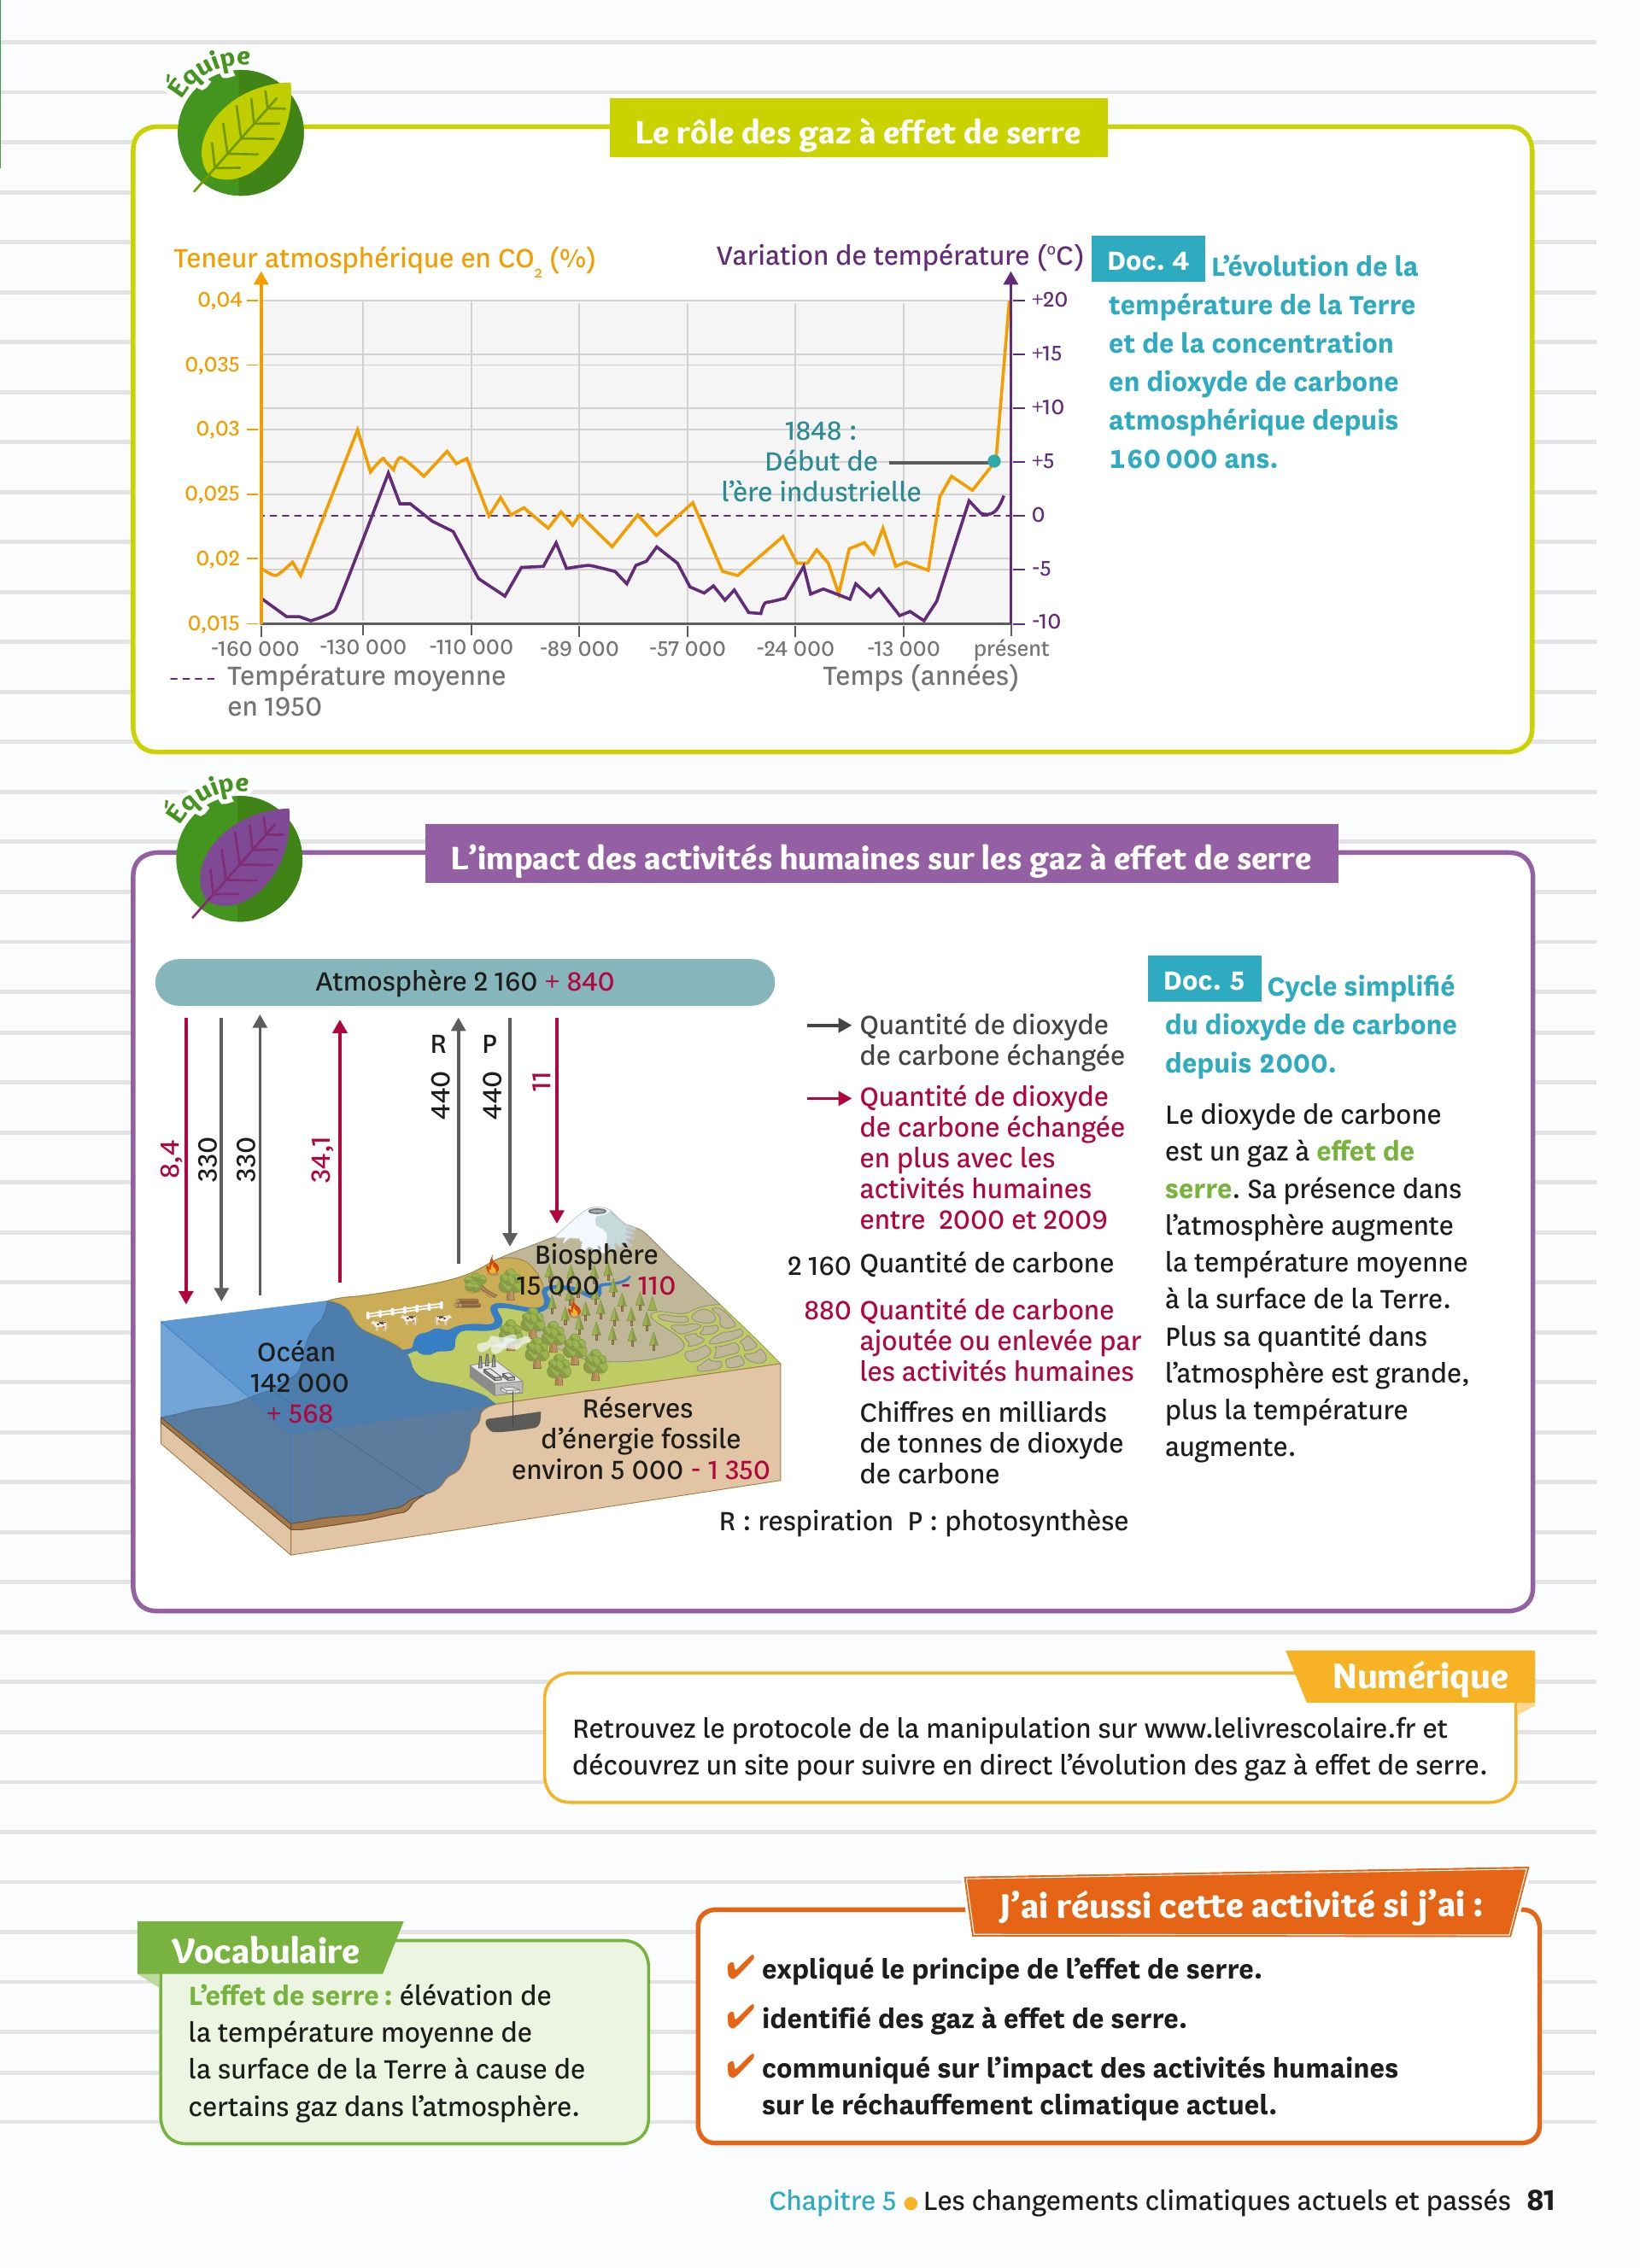 Équipe
Le rôle des gaz à effet de serre
Teneur atmosphérique en CO₂ (%)
Variation de température (°C)
0,04
0,035
0,03
0,025
0,02
0,015
+20
+15
+10
+5
0
-5
-10
1848 :
Début de
l'ère industrielle
-160 000 -130 000 -110 000 -89 000 -57 000 -24 000 -13 000 présent
Temps (années)
---- Température moyenne
en 1950
Doc. 4 L'évolution de la
température de la Terre
et de la concentration
en dioxyde de carbone
atmosphérique depuis
160 000 ans.
Équipe
L'impact des activités humaines sur les gaz à effet de serre
Atmosphère 2 160 + 840
8,4
330
330
34,1
R
440
P
440
11
Biosphère
15 000 - 110
Océan
142 000
+ 568
Réserves
d'énergie fossile
environ 5 000 - 1 350
Quantité de dioxyde
de carbone échangée
Quantité de dioxyde
de carbone échangée
en plus avec les
activités humaines
entre 2000 et 2009
2 160 Quantité de carbone
880 Quantité de carbone
ajoutée ou enlevée par
les activités humaines
Chiffres en milliards
de tonnes de dioxyde
de carbone
R : respiration P : photosynthèse
Doc. 5 Cycle simplifié
du dioxyde de carbone
depuis 2000.
Le dioxyde de carbone
est un gaz à effet de
serre. Sa présence dans
l'atmosphère augmente
la température moyenne
à la surface de la Terre.
Plus sa quantité dans
l'atmosphère est grande,
plus la température
augmente.
Numérique
Retrouvez le protocole de la manipulation sur www.lelivrescolaire.fr et
découvrez un site pour suivre en direct l'évolution des gaz à effet de serre.
Vocabulaire
L'effet de serre : élévation de
la température moyenne de
la surface de la Terre à cause de
certains gaz dans l'atmosphère.
J'ai réussi cette activité si j'ai :
✔ expliqué le principe de l'effet de serre.
✔ identifié des gaz à effet de serre.
✔ communiqué sur l'impact des activités humaines
sur le réchauffement climatique actuel.
Chapitre 5 ● Les changements climatiques actuels et passés 81